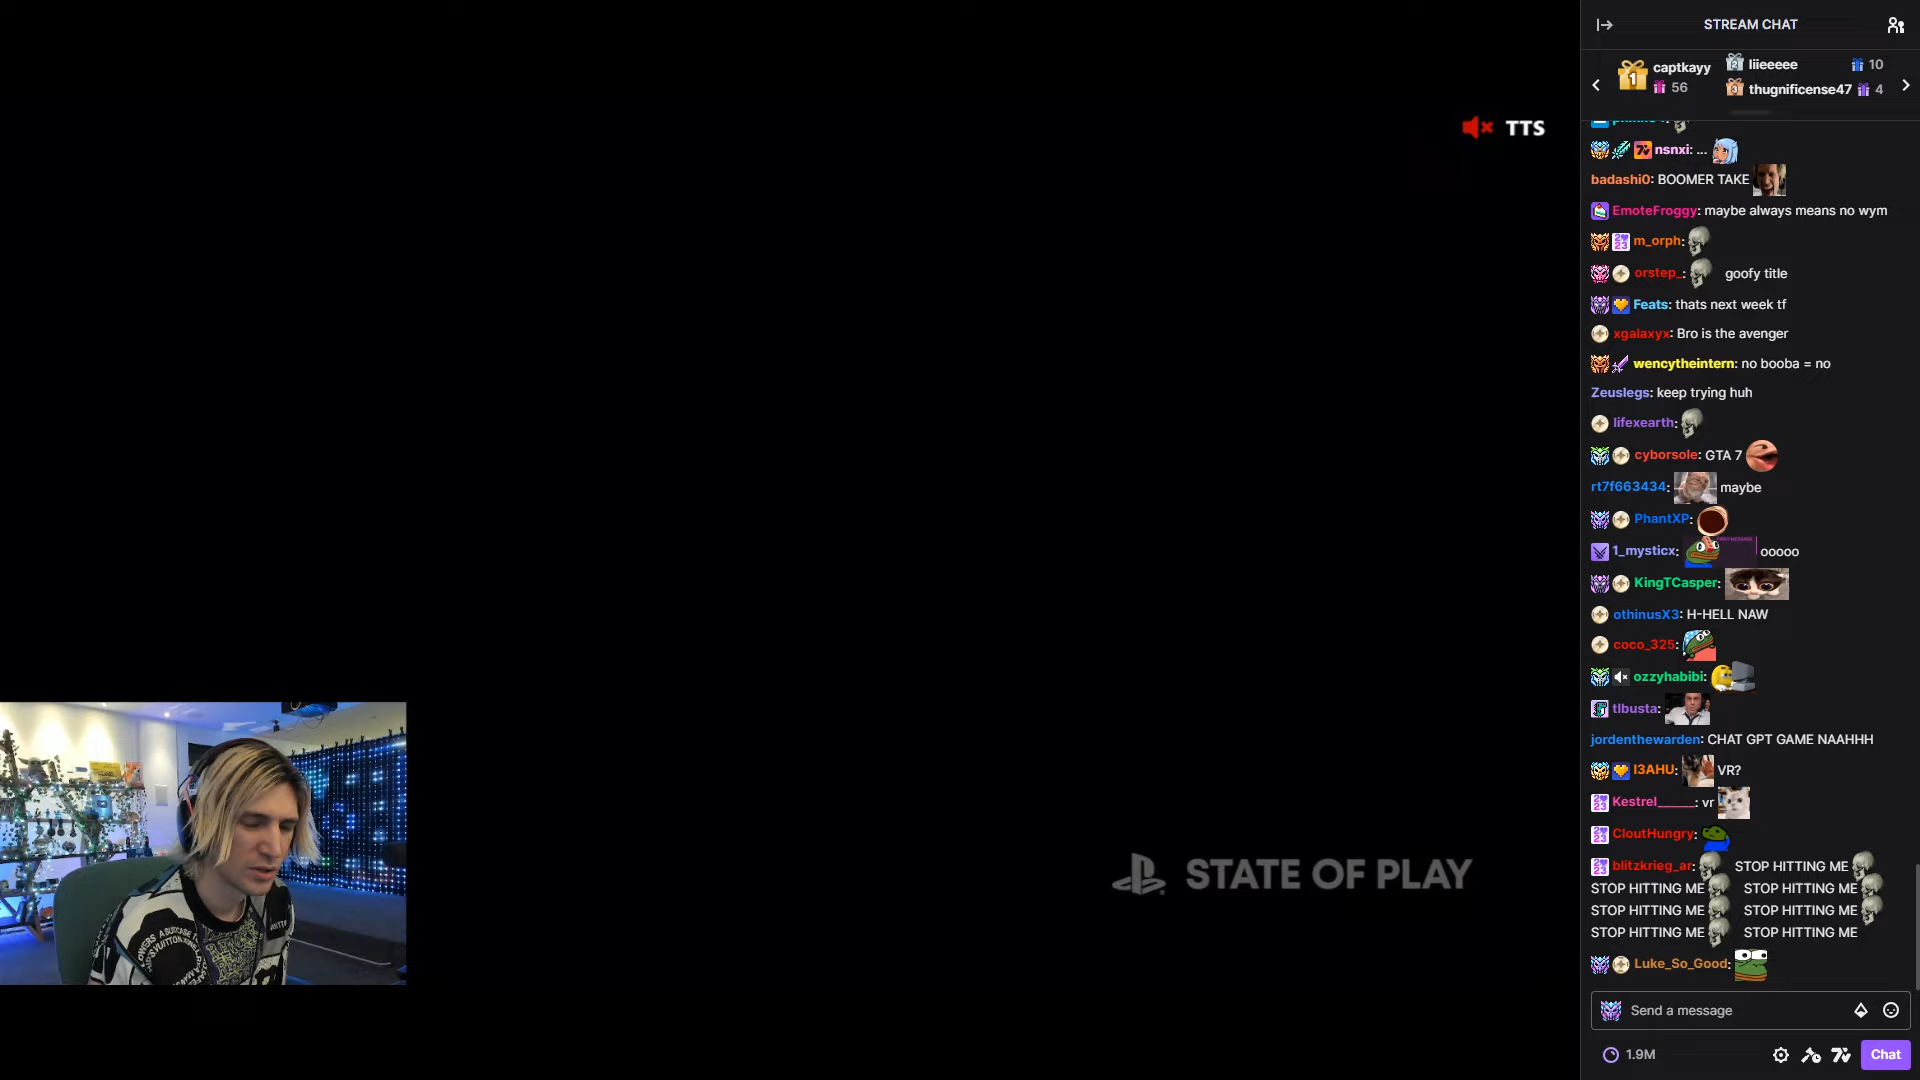 STREAM CHAT
captkayy
56
liieeeee 10
thugnificense47 4
TTS
nsnxi: ...
badashi0: BOOMER TAKE
EmoteFroggy: maybe always means no wym
m_orph:
orstep_: goofy title
Feats: thats next week tf
xgalaxyx: Bro is the avenger
wencytheintern: no booba = no
Zeuslegs: keep trying huh
lifexearth:
cyborsole: GTA 7
rt7f663434: maybe
PhantXP:
1_mysticx: ooooo
KingTCasper:
othinusX3: H-HELL NAW
coco_325:
ozzyhabibi:
tlbusta:
jordenthewarden: CHAT GPT GAME NAAHHH
I3AHU: VR?
Kestrel______: vr
CloutHungry:
blitzkrieg_ar: STOP HITTING ME
STOP HITTING ME STOP HITTING ME
STOP HITTING ME STOP HITTING ME
STOP HITTING ME STOP HITTING ME
Luke_So_Good:
STATE OF PLAY
Send a message
1.9M
Chat